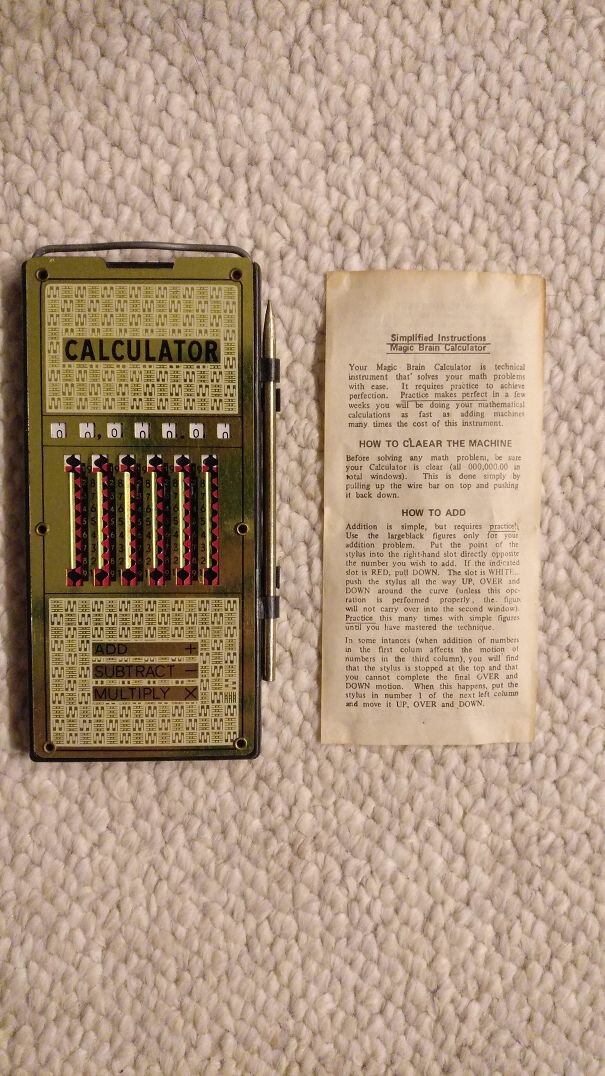 CALCULATOR
ADD +
SUBTRACT −
MULTIPLY X
Simplified Instructions
Magic Brain Calculator
Your Magic Brain Calculator is technical
instrument that solves your math problems
with ease. It requires practice to achieve
perfection. Practice makes perfect in a few
weeks you will be doing your mathematical
calculations as fast as adding machines
many times the cost of this instrument.
HOW TO CLAEAR THE MACHINE
Before solving any math problem, be sure
your Calculator is clear (all 000,000.00 in
total windows). This is done simply by
pulling up the wire bar on top and pushing
it back down.
HOW TO ADD
Addition is simple, but requires practice!
Use the largeblack figures only for your
addition problem. Put the point of the
stylus into the right-hand slot directly opposite
the number you wish to add. If the indicated
slot is RED, pull DOWN. The slot is WHITE...
push the stylus all the way UP, OVER and
DOWN around the curve (unless this ope-
ration is performed properly, the figun
will not carry over into the second window).
Practice this many times with simple figures
until you have mastered the technique.
In some intances (when addition of numbers
in the first colum affects the motion of
numbers in the third column), you will find
that the stylus is stopped at the top and that
you cannot complete the final OVER and
DOWN motion. When this happens, put the
stylus in number 1 of the next left column
and move it UP, OVER and DOWN.